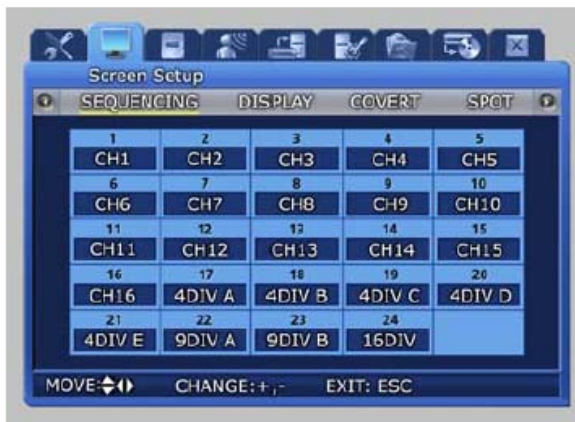 Screen Setup
SEQUENCING DISPLAY COVERT SPOT
1 2 3 4 5
CH1 CH2 CH3 CH4 CH5
6 7 8 9 10
CH6 CH7 CH8 CH9 CH10
11 12 13 14 15
CH11 CH12 CH13 CH14 CH15
16 17 18 19 20
CH16 4DIV A 4DIV B 4DIV C 4DIV D
21 22 23 24
4DIV E 9DIV A 9DIV B 16DIV
MOVE: CHANGE:+,- EXIT: ESC